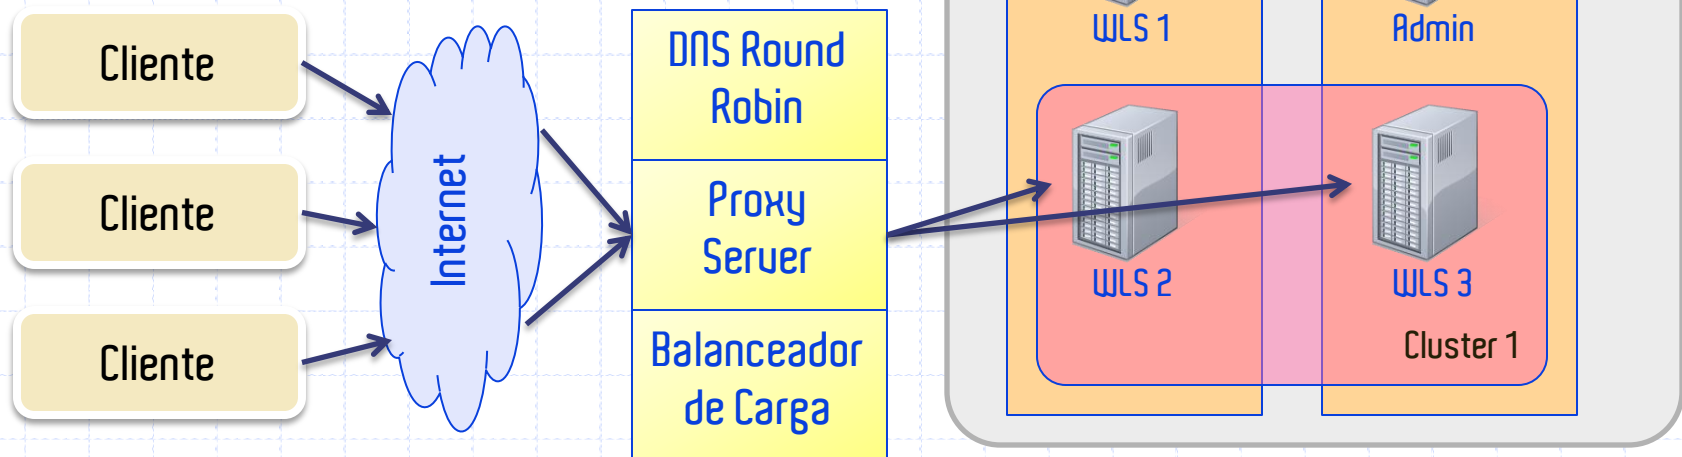 Cliente
Cliente
Cliente
Internet
DNS Round
Robin
Proxy
Server
Balanceador
de Carga
WLS 1
Admin
WLS 2
WLS 3
Cluster 1